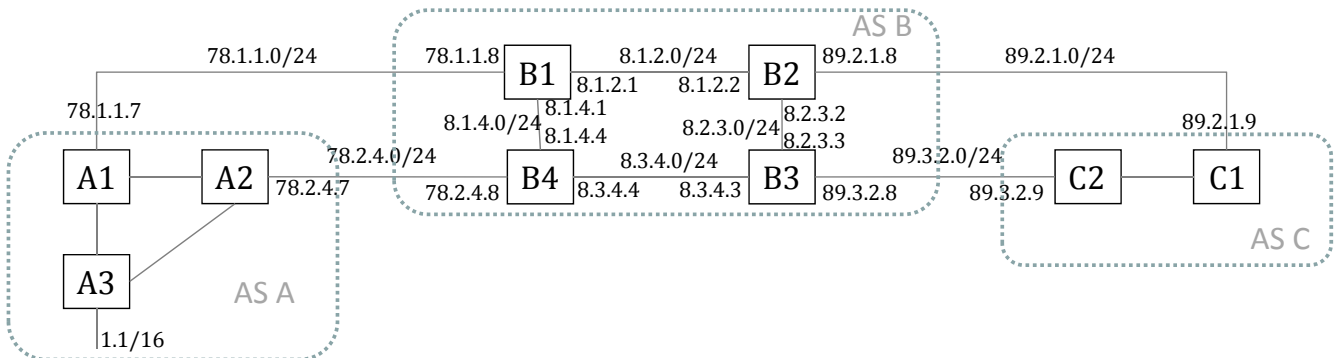 AS B
78.1.1.0/24 78.1.1.8 B1 8.1.2.0/24 B2 89.2.1.8 89.2.1.0/24
8.1.2.1 8.1.2.2
78.1.1.7 8.1.4.1 8.2.3.2
8.1.4.0/24 8.2.3.0/24
8.1.4.4 8.2.3.3 89.2.1.9
78.2.4.0/24 8.3.4.0/24 89.3.2.0/24
A1 A2 B4 B3 C2 C1
78.2.4.7 78.2.4.8 8.3.4.4 8.3.4.3 89.3.2.8 89.3.2.9
AS C
A3 AS A
1.1/16